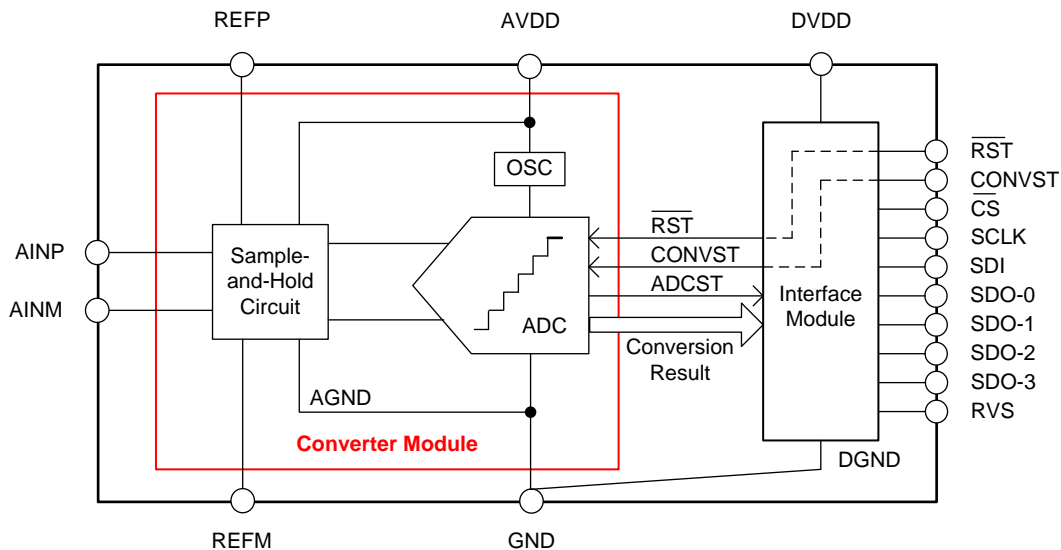 REFP
AVDD
DVDD
OSC
RST
CONVST
CS
SCLK
SDI
SDO-0
SDO-1
SDO-2
SDO-3
RVS
AINP
AINM
Sample-
and-Hold
Circuit
RST
CONVST
ADCST
ADC
Conversion
Result
Interface
Module
AGND
Converter Module
DGND
REFM
GND